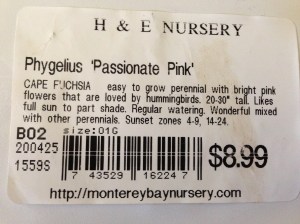 H & E NURSERY
Phygelius 'Passionate Pink'
CAPE FUCHSIA easy to grow perennial with bright pink
flowers that are loved by hummingbirds. 20-30" tall. Likes
full sun to part shade. Regular watering. Wonderful mixed
with other perennials. Sunset zones 4-9, 14-24.
B02 size:01G
200425
1559S
7 43529 16224 7
$8.99
http://montereybaynursery.com